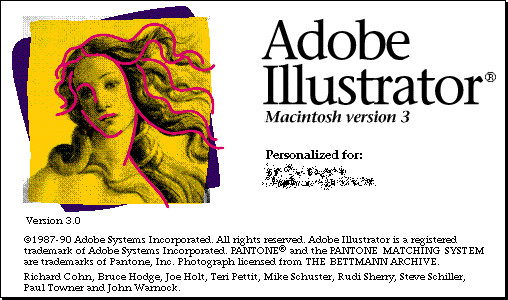 Adobe
Illustrator®
Macintosh version 3
Personalized for:
Version 3.0
©1987-90 Adobe Systems Incorporated. All rights reserved. Adobe Illustrator is a registered
trademark of Adobe Systems Incorporated. PANTONE® and the PANTONE MATCHING SYSTEM
are trademarks of Pantone, Inc. Photograph licensed from THE BETTMANN ARCHIVE.
Richard Cohn, Bruce Hodge, Joe Holt, Teri Pettit, Mike Schuster, Rudi Sherry, Steve Schiller,
Paul Towner and John Warnock.